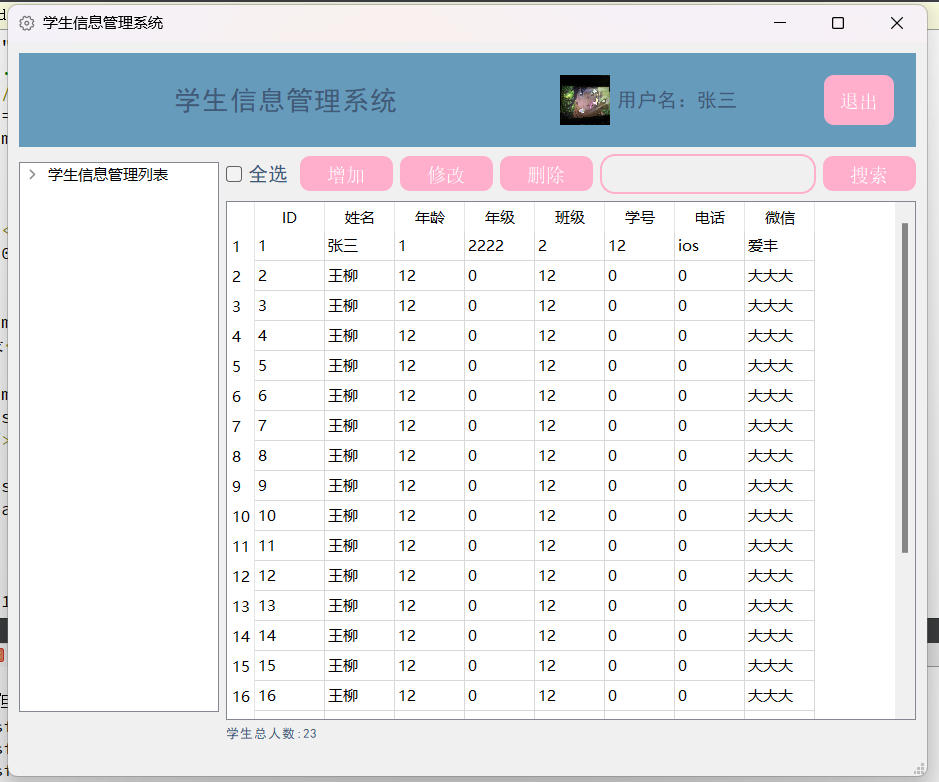 学生信息管理系统
学生信息管理系统 用户名：张三 退出
学生信息管理列表
全选 增加 修改 删除 搜索
ID 姓名 年龄 年级 班级 学号 电话 微信
1 1 张三 1 2222 2 12 ios 爱丰
2 2 王柳 12 0 12 0 0 大大大
3 3 王柳 12 0 12 0 0 大大大
4 4 王柳 12 0 12 0 0 大大大
5 5 王柳 12 0 12 0 0 大大大
6 6 王柳 12 0 12 0 0 大大大
7 7 王柳 12 0 12 0 0 大大大
8 8 王柳 12 0 12 0 0 大大大
9 9 王柳 12 0 12 0 0 大大大
10 10 王柳 12 0 12 0 0 大大大
11 11 王柳 12 0 12 0 0 大大大
12 12 王柳 12 0 12 0 0 大大大
13 13 王柳 12 0 12 0 0 大大大
14 14 王柳 12 0 12 0 0 大大大
15 15 王柳 12 0 12 0 0 大大大
16 16 王柳 12 0 12 0 0 大大大
学生总人数:23